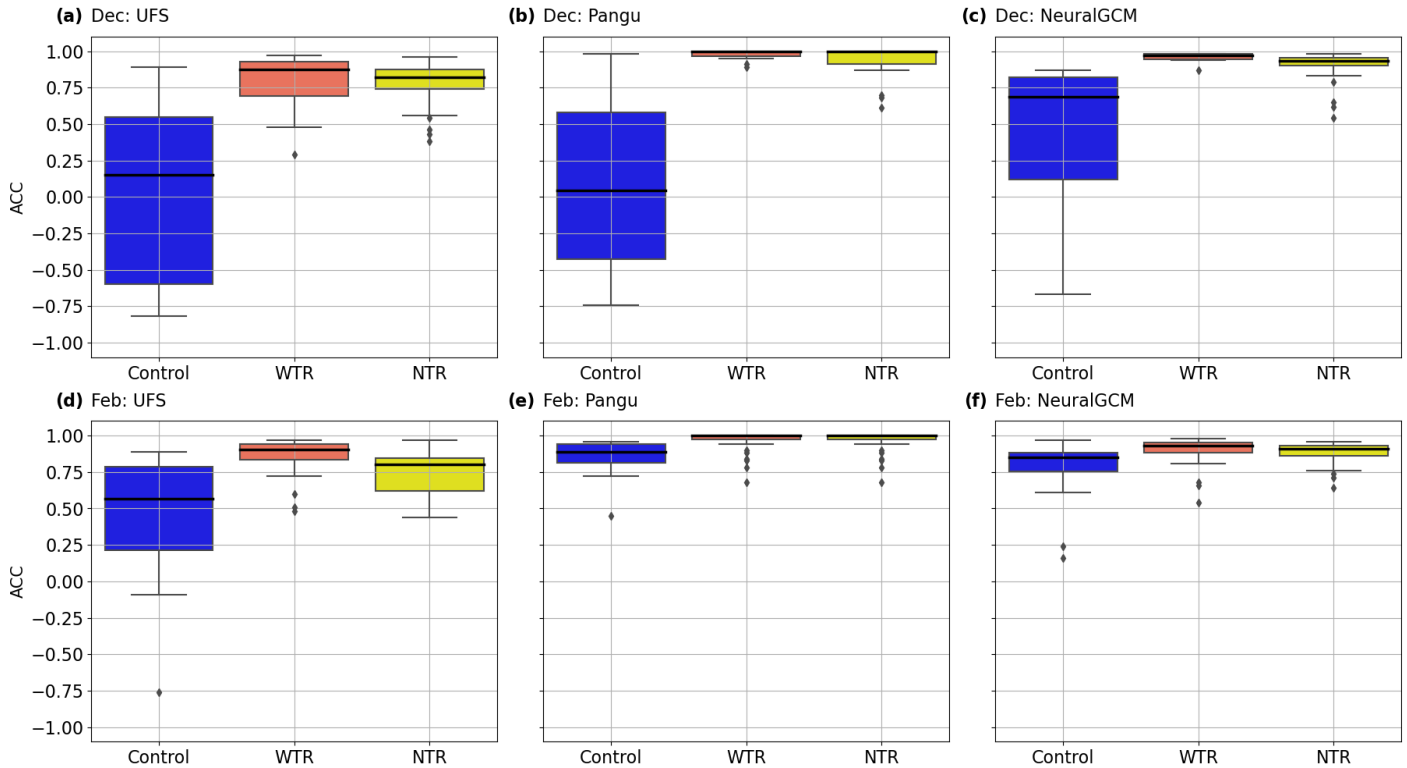 (a) Dec: UFS
(b) Dec: Pangu
(c) Dec: NeuralGCM
1.00
0.75
0.50
0.25
0.00
−0.25
−0.50
−0.75
−1.00
ACC
Control WTR NTR
Control WTR NTR
Control WTR NTR
(d) Feb: UFS
(e) Feb: Pangu
(f) Feb: NeuralGCM
1.00
0.75
0.50
0.25
0.00
−0.25
−0.50
−0.75
−1.00
ACC
Control WTR NTR
Control WTR NTR
Control WTR NTR